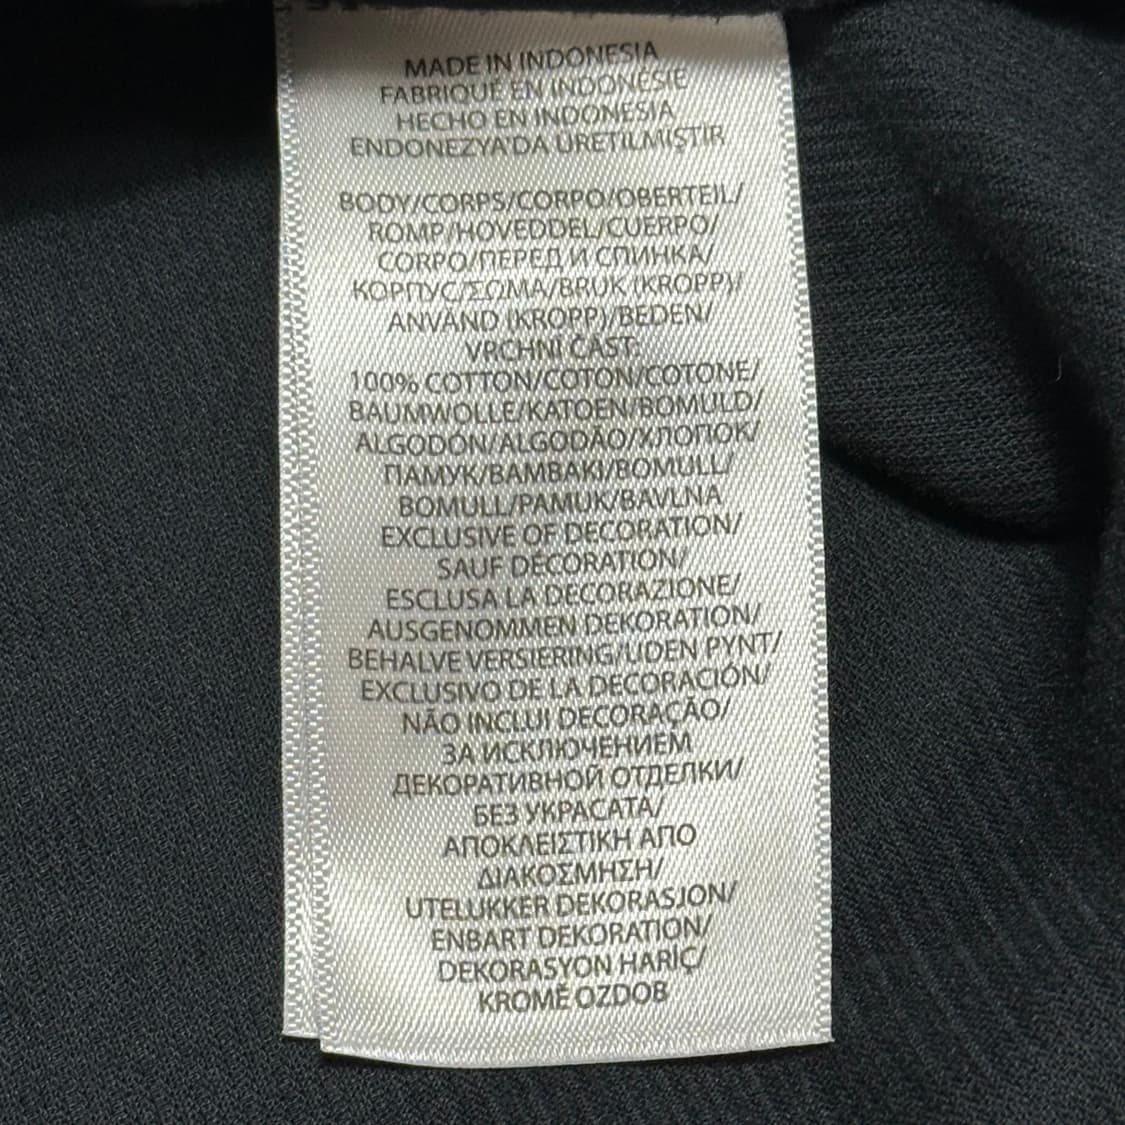 MADE IN INDONESIA
FABRIQUÉ EN INDONÉSIE
HECHO EN INDONESIA
ENDONEZYA'DA ÜRETILMIŞTIR
BODY/CORPS/CORPO/OBERTEIL/
ROMP/HOVEDDEL/CUERPO/
CORPO/ПЕРЕД И СПИНКА/
КОРПУС/ΣΩΜΑ/BRUK (KROPP)/
ANVÄND (KROPP)/BEDEN/
VRCHNÍ ČÁST:
100% COTTON/COTON/COTONE/
BAUMWOLLE/KATOEN/BOMULD/
ALGODÓN/ALGODÃO/ХЛОПОК/
ПАМУК/BAMBAKI/BOMULL/
BOMULL/PAMUK/BAVLNA
EXCLUSIVE OF DECORATION/
SAUF DÉCORATION/
ESCLUSA LA DECORAZIONE/
AUSGENOMMEN DEKORATION/
BEHALVE VERSIERING/UDEN PYNT/
EXCLUSIVO DE LA DECORACIÓN/
NÃO INCLUI DECORAÇÃO/
ЗА ИСКЛЮЧЕНИЕМ
ДЕКОРАТИВНОЙ ОТДЕЛКИ/
БЕЗ УКРАСАТА/
ΑΠΟΚΛΕΙΣΤΙΚΗ ΑΠΟ
ΔΙΑΚΟΣΜΗΣΗ/
UTELUKKER DEKORASJON/
ENBART DEKORATION/
DEKORASYON HARİÇ/
KROMĚ OZDOB